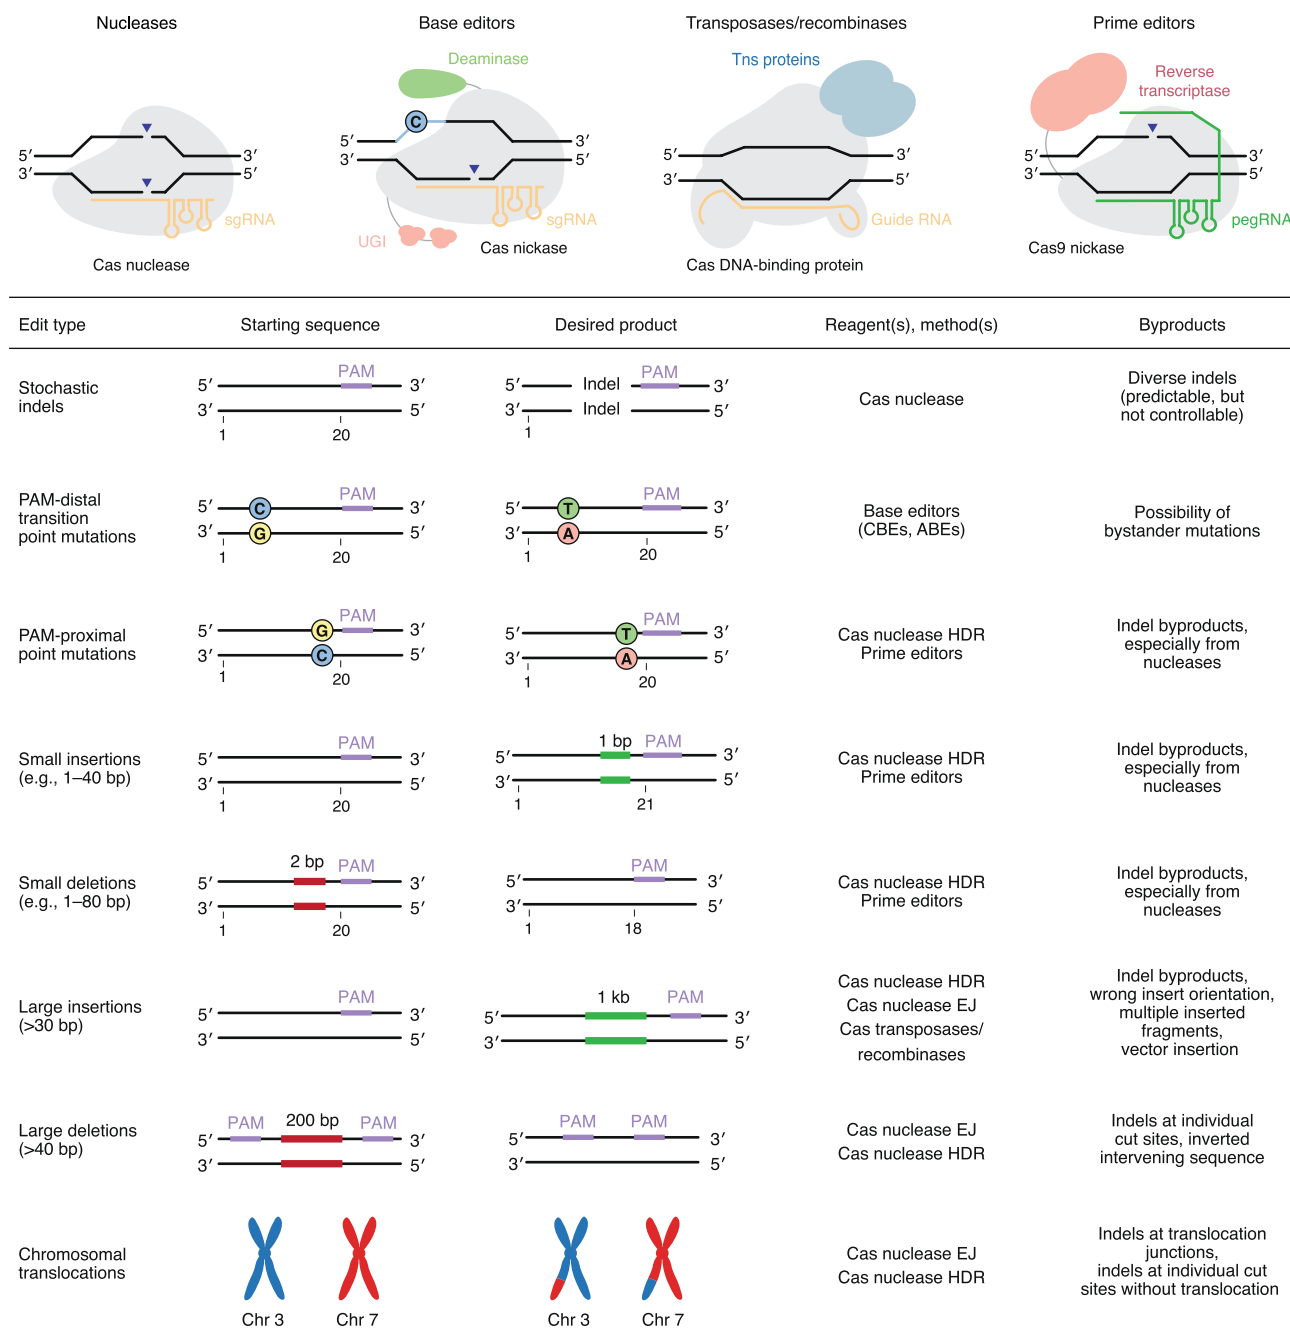 Nucleases
Base editors
Transposases/recombinases
Prime editors
5′
3′
3′
5′
sgRNA
Cas nuclease
Deaminase
C
5′
3′
3′
5′
sgRNA
UGI
Cas nickase
Tns proteins
5′
3′
3′
5′
Guide RNA
Cas DNA-binding protein
Reverse
transcriptase
5′
3′
3′
5′
pegRNA
Cas9 nickase
Edit type
Starting sequence
Desired product
Reagent(s), method(s)
Byproducts
Stochastic
indels
PAM
5′ 3′
3′ 5′
1 20
PAM
5′ Indel 3′
3′ Indel 5′
1
Cas nuclease
Diverse indels
(predictable, but
not controllable)
PAM-distal
transition
point mutations
PAM
5′ C 3′
3′ G 5′
1 20
PAM
5′ T 3′
3′ A 5′
1 20
Base editors
(CBEs, ABEs)
Possibility of
bystander mutations
PAM-proximal
point mutations
PAM
5′ G 3′
3′ C 5′
1 20
PAM
5′ T 3′
3′ A 5′
1 20
Cas nuclease HDR
Prime editors
Indel byproducts,
especially from
nucleases
Small insertions
(e.g., 1–40 bp)
PAM
5′ 3′
3′ 5′
1 20
1 bp PAM
5′ 3′
3′ 5′
1 21
Cas nuclease HDR
Prime editors
Indel byproducts,
especially from
nucleases
Small deletions
(e.g., 1–80 bp)
2 bp PAM
5′ 3′
3′ 5′
1 20
PAM
5′ 3′
3′ 5′
1 18
Cas nuclease HDR
Prime editors
Indel byproducts,
especially from
nucleases
Large insertions
(>30 bp)
PAM
5′ 3′
3′ 5′
1 kb PAM
5′ 3′
3′ 5′
Cas nuclease HDR
Cas nuclease EJ
Cas transposases/
recombinases
Indel byproducts,
wrong insert orientation,
multiple inserted
fragments,
vector insertion
Large deletions
(>40 bp)
PAM 200 bp PAM
5′ 3′
3′ 5′
PAM PAM
5′ 3′
3′ 5′
Cas nuclease EJ
Cas nuclease HDR
Indels at individual
cut sites, inverted
intervening sequence
Chromosomal
translocations
Chr 3 Chr 7
Chr 3 Chr 7
Cas nuclease EJ
Cas nuclease HDR
Indels at translocation
junctions,
indels at individual cut
sites without translocation